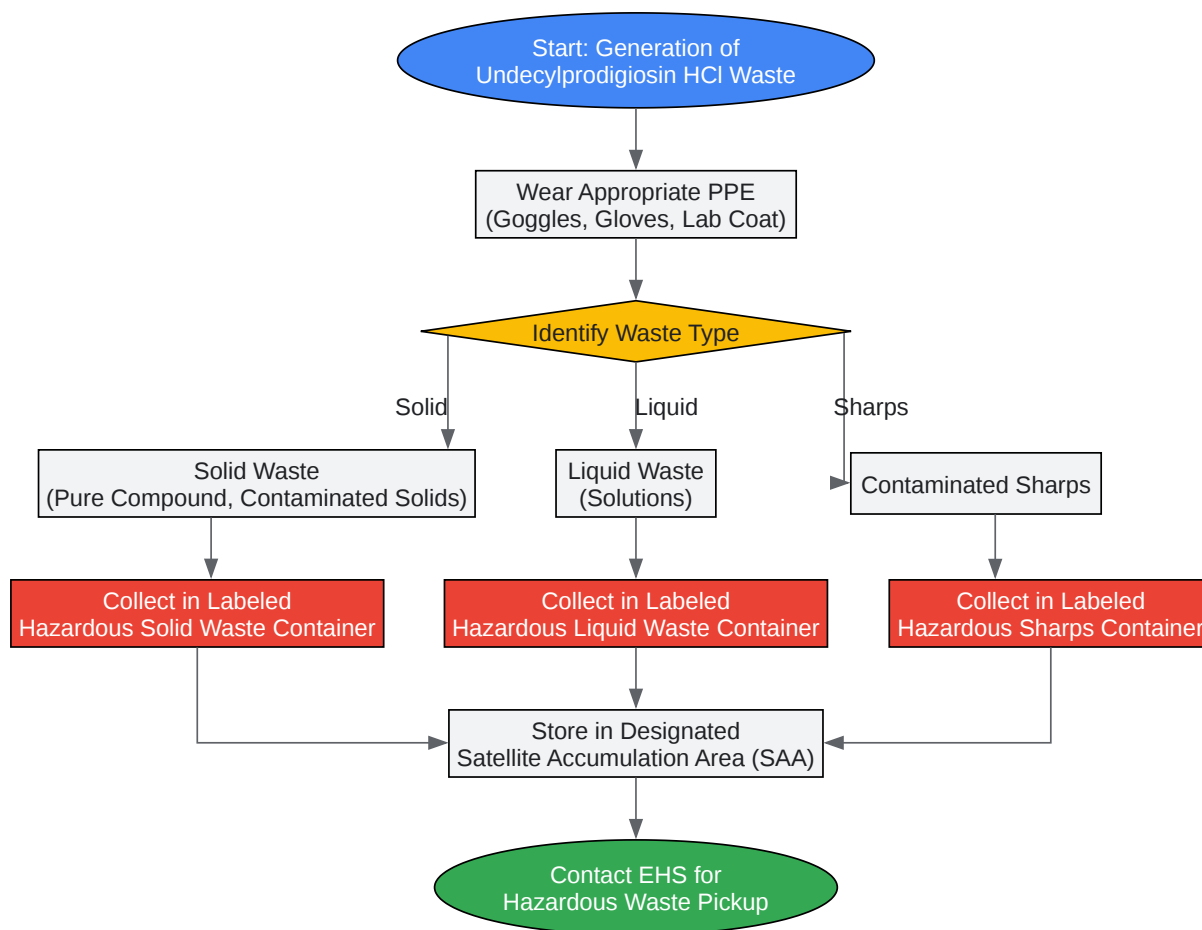 Start: Generation of
Undecylprodigiosin HCl Waste
Wear Appropriate PPE
(Goggles, Gloves, Lab Coat)
Identify Waste Type
Solid
Liquid
Sharps
Solid Waste
(Pure Compound, Contaminated Solids)
Liquid Waste
(Solutions)
Contaminated Sharps
Collect in Labeled
Hazardous Solid Waste Container
Collect in Labeled
Hazardous Liquid Waste Container
Collect in Labeled
Hazardous Sharps Container
Store in Designated
Satellite Accumulation Area (SAA)
Contact EHS for
Hazardous Waste Pickup